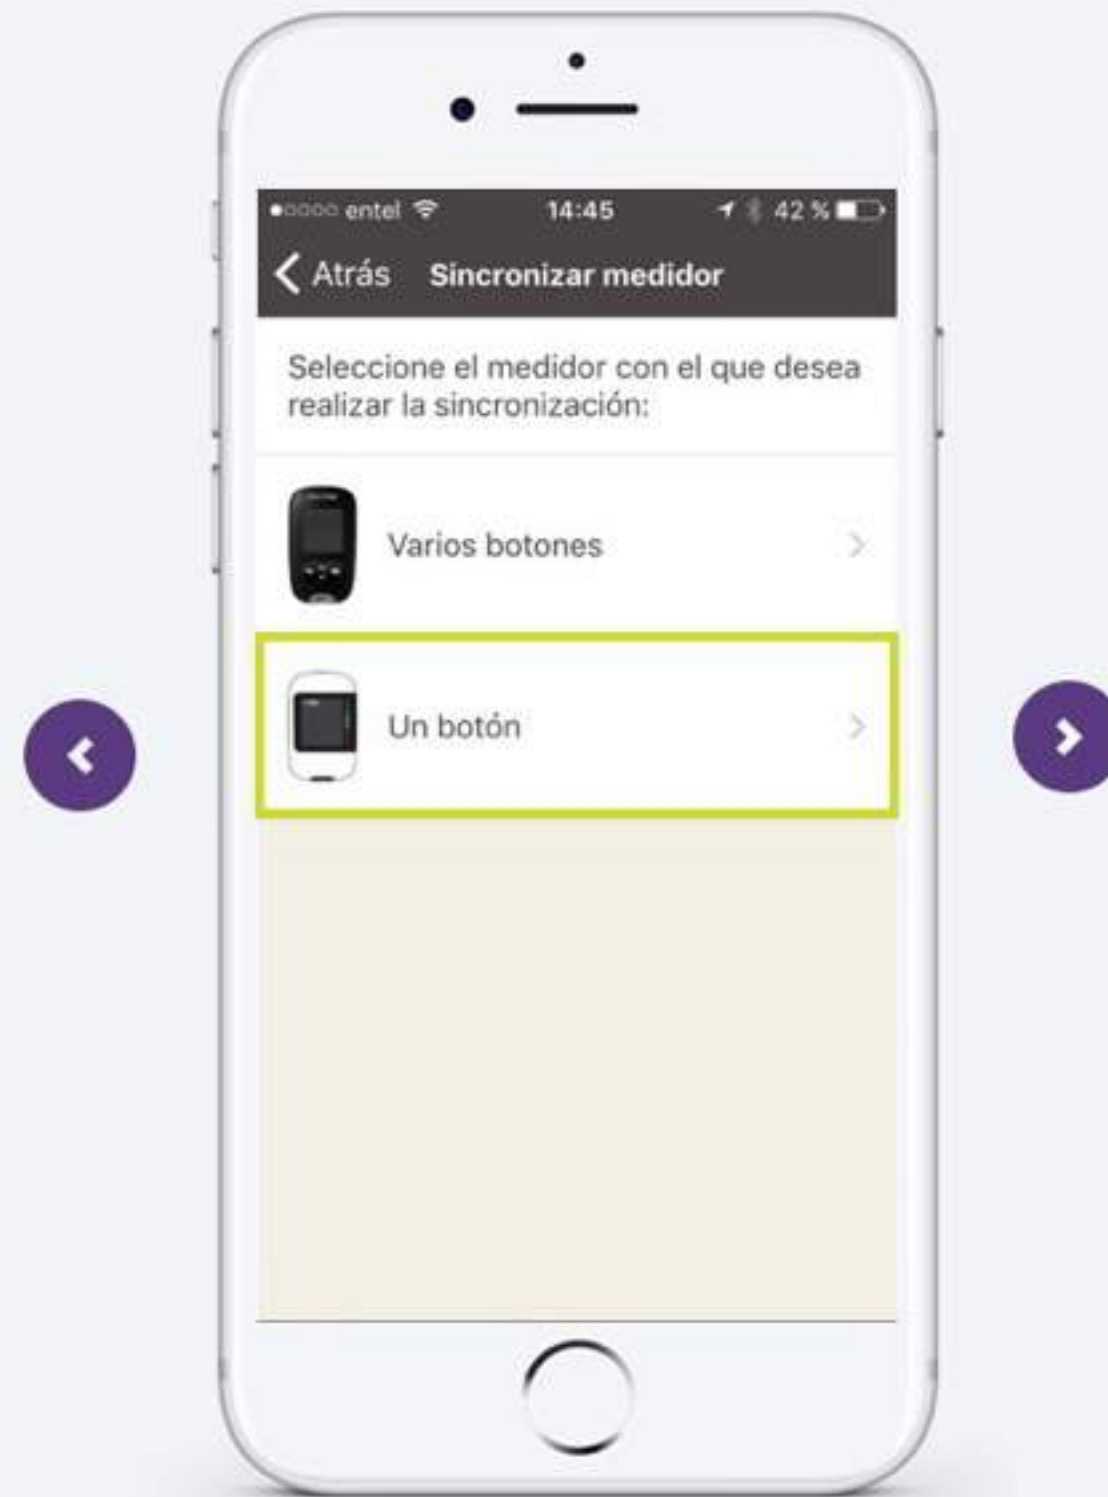 entel 14:45 42 %
Atrás Sincronizar medidor
Seleccione el medidor con el que desea
realizar la sincronización:
Varios botones
Un botón